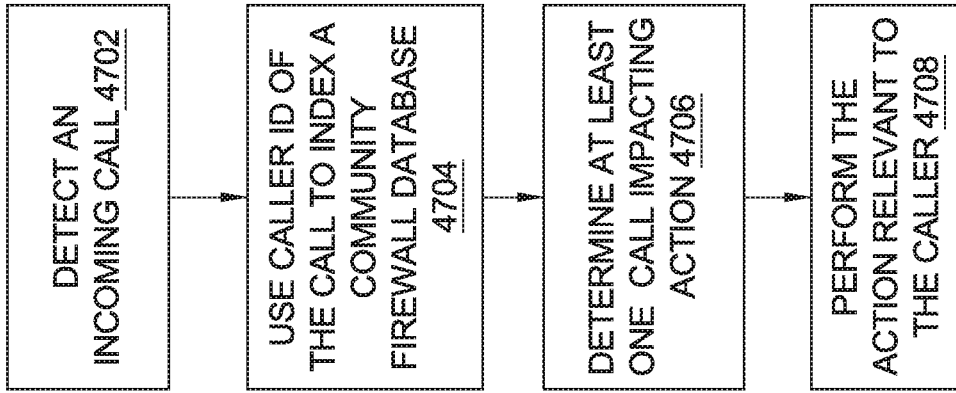 DETECT AN
INCOMING CALL 4702
USE CALLER ID OF
THE CALL TO INDEX A
COMMUNITY
FIREWALL DATABASE
4704
DETERMINE AT LEAST
ONE CALL IMPACTING
ACTION 4706
PERFORM THE
ACTION RELEVANT TO
THE CALLER 4708